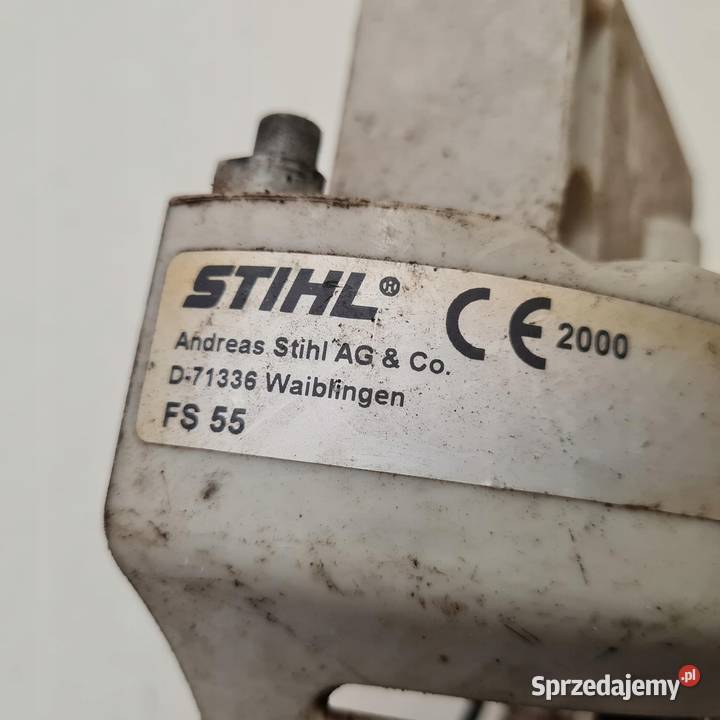 STIHL® CE 2000
Andreas Stihl AG & Co.
D-71336 Waiblingen
FS 55
Sprzedajemy.pl